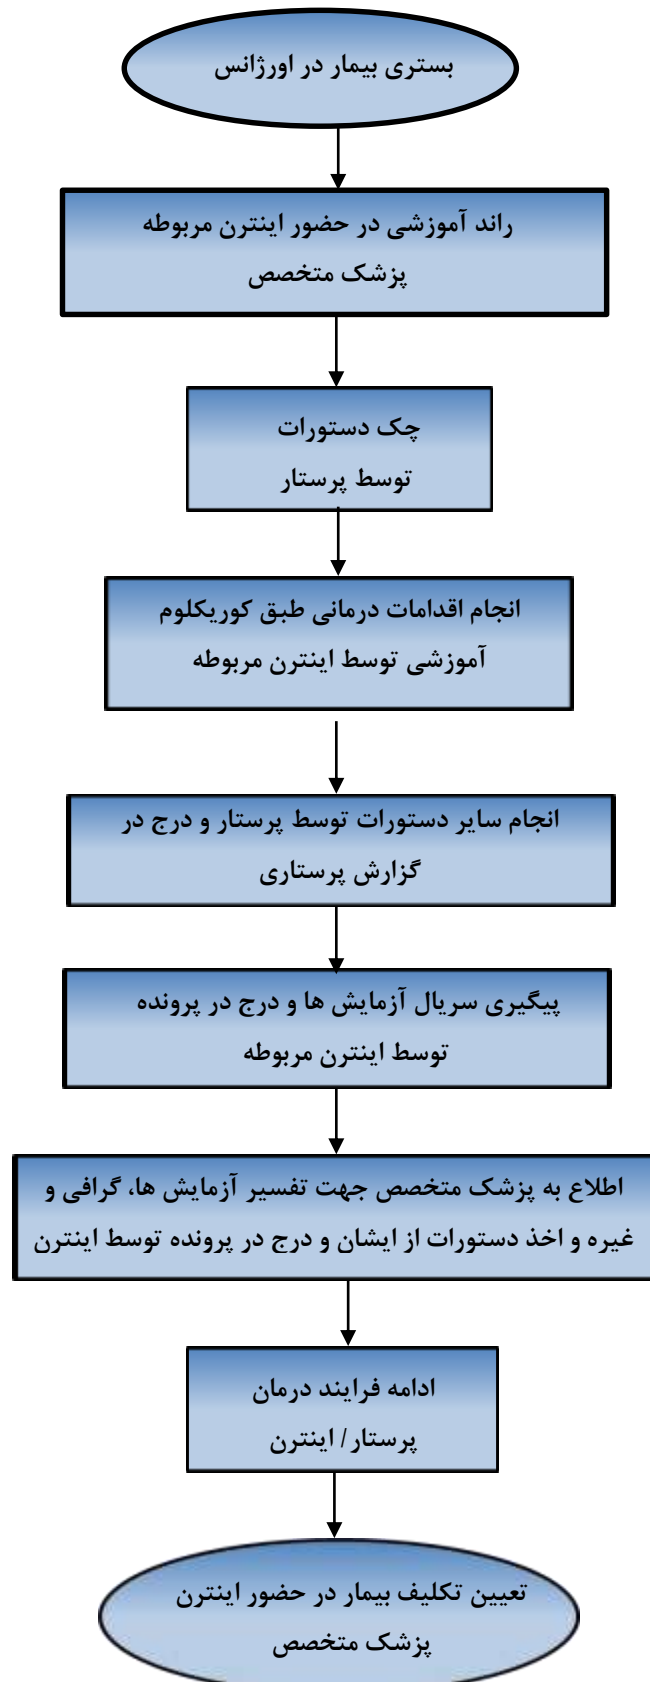 بستری بیمار در اورژانس
راند آموزشی در حضور اینترن مربوطه
پزشک متخصص
چک دستورات
توسط پرستار
انجام اقدامات درمانی طبق کوریکلوم
آموزشی توسط اینترن مربوطه
انجام سایر دستورات توسط پرستار و درج در
گزارش پرستاری
پیگیری سریال آزمایش ها و درج در پرونده
توسط اینترن مربوطه
اطلاع به پزشک متخصص جهت تفسیر آزمایش ها، گرافی و
غیره و اخذ دستورات از ایشان و درج در پرونده توسط اینترن
ادامه فرایند درمان
پرستار/ اینترن
تعیین تکلیف بیمار در حضور اینترن
پزشک متخصص